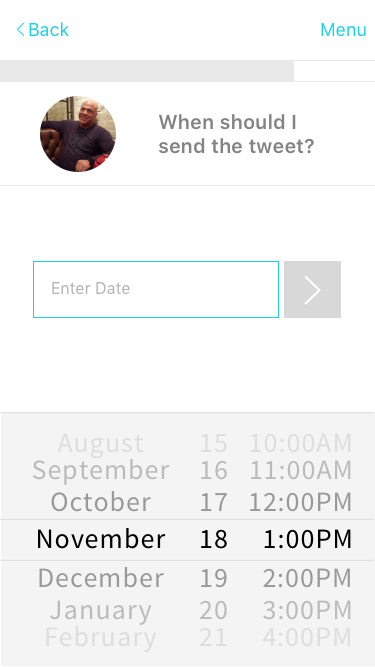 Back Menu
When should I
send the tweet?
Enter Date
August 15 10:00AM
September 16 11:00AM
October 17 12:00PM
November 18 1:00PM
December 19 2:00PM
January 20 3:00PM
February 21 4:00PM